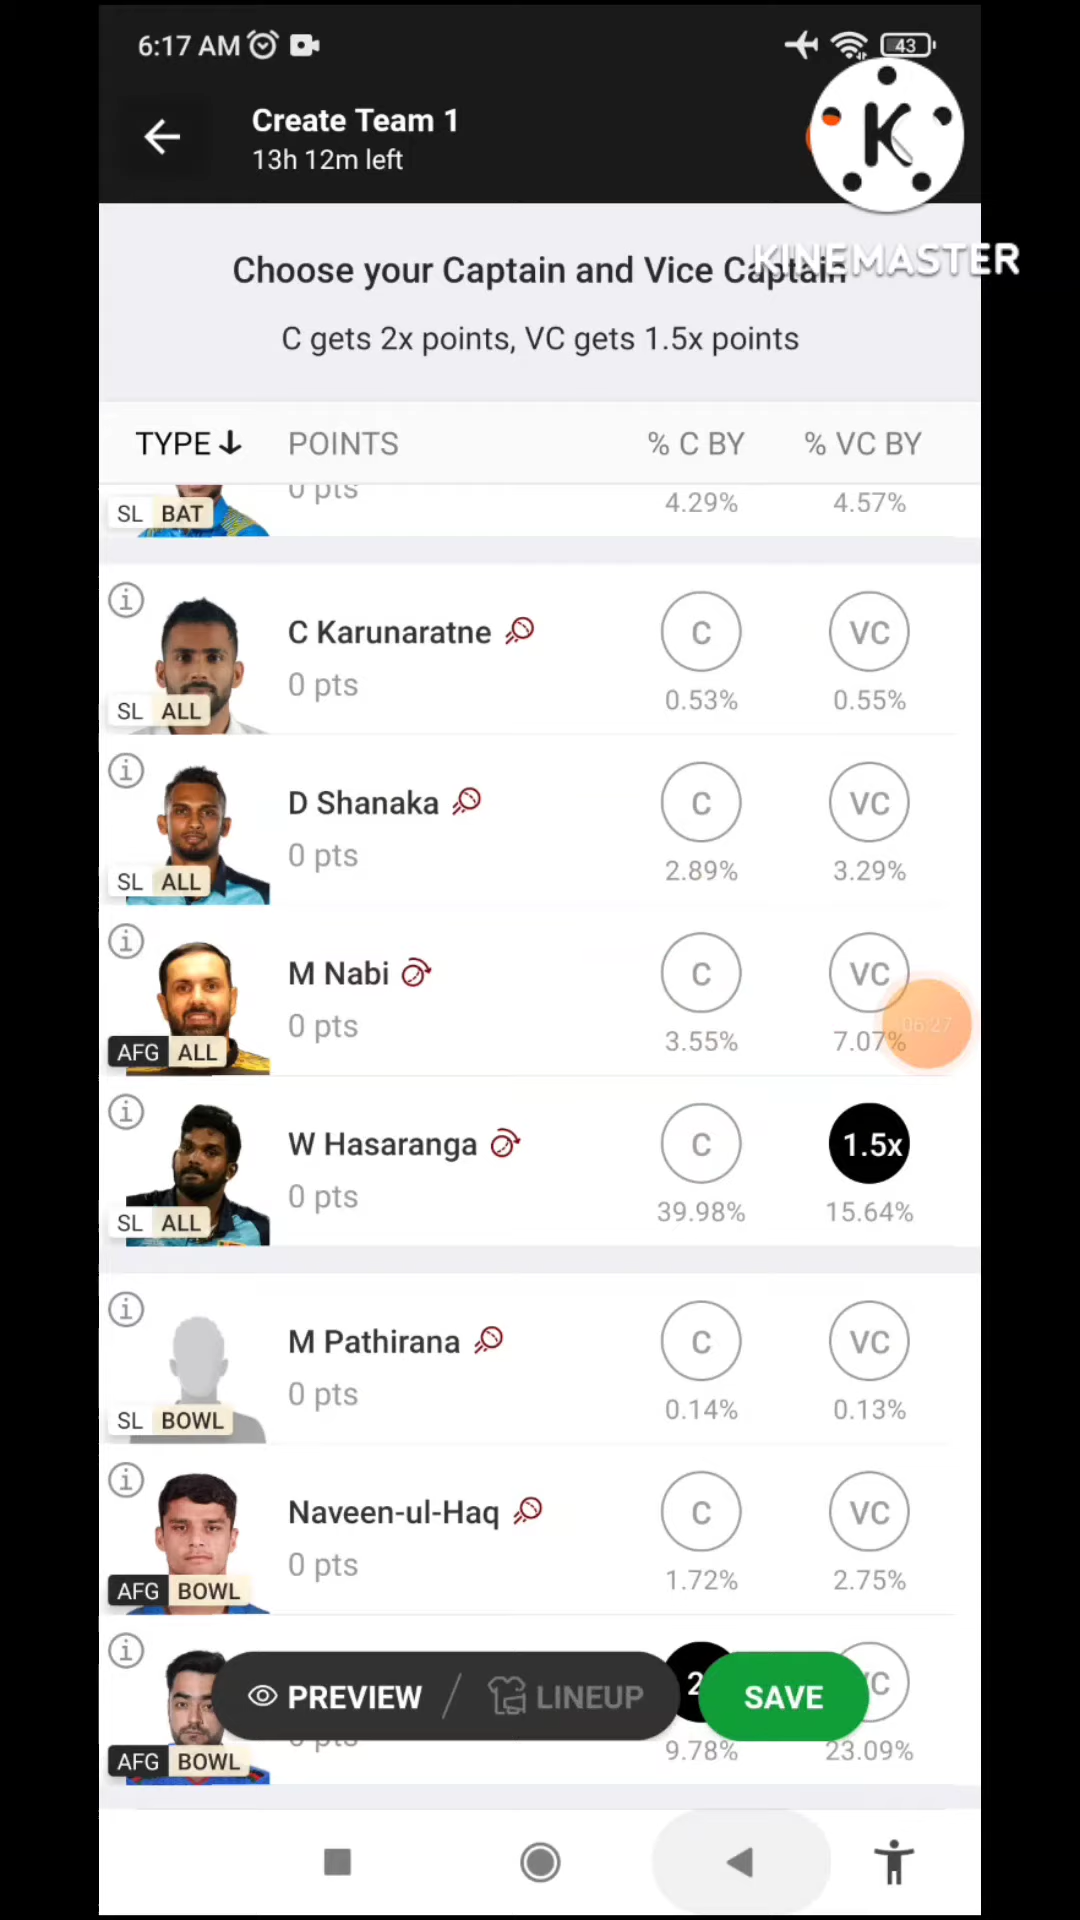 6:17 AM
43
Create Team 1
13h 12m left
K
KINEMASTER
Choose your Captain and Vice Captain
C gets 2x points, VC gets 1.5x points
TYPE POINTS % C BY % VC BY
0 pts
SL BAT 4.29% 4.57%
C Karunaratne C VC
0 pts
SL ALL 0.53% 0.55%
D Shanaka C VC
0 pts
SL ALL 2.89% 3.29%
M Nabi C VC
0 pts
AFG ALL 3.55% 7.07%
06:27
W Hasaranga C 1.5x
0 pts
SL ALL 39.98% 15.64%
M Pathirana C VC
0 pts
SL BOWL 0.14% 0.13%
Naveen-ul-Haq C VC
0 pts
AFG BOWL 1.72% 2.75%
PREVIEW / LINEUP SAVE
AFG BOWL 9.78% 23.09%